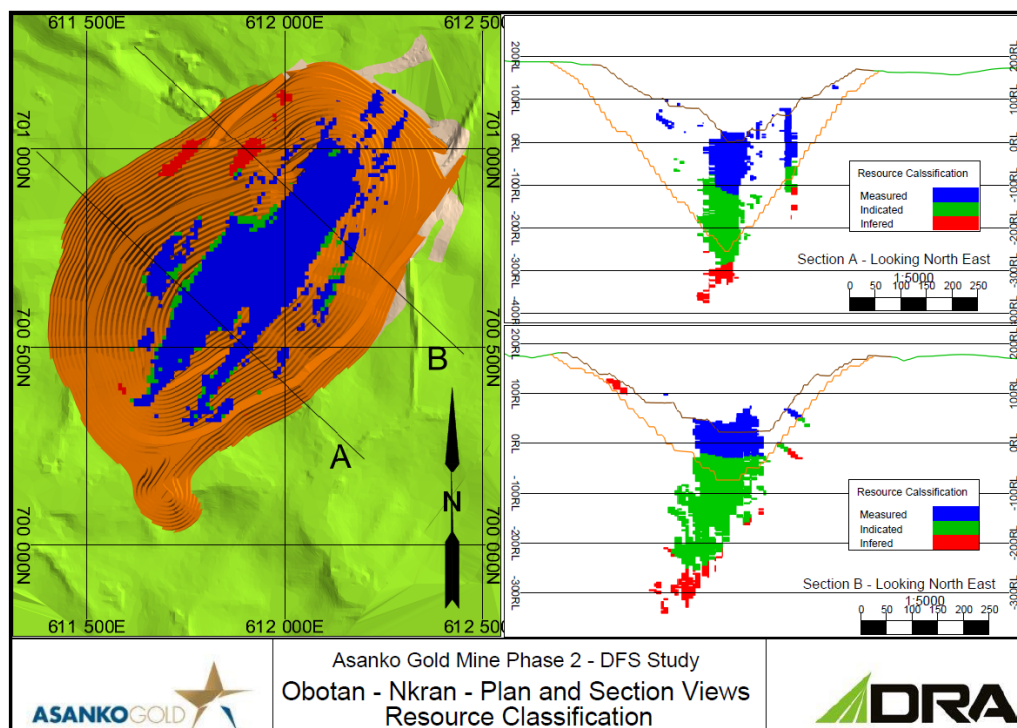 611 500E
612 000E
612 50
701 000N
701 000N
700 500N
700 500N
700 000N
700 000N
B
A
N
611 500E
612 000E
612 500E
200RL
100RL
0RL
-100RL
-200RL
-300RL
-400RL
200RL
100RL
0RL
-100RL
-200RL
-300RL
-400R
Resource Calssification
Measured
Indicated
Infered
Section A - Looking North East
1:5000
0 50 100 150 200 250
200RL
100RL
0RL
-100RL
-200RL
-300RL
200R
100RL
0RL
-100RL
-200RL
-300RL
Resource Calssification
Measured
Indicated
Infered
Section B - Looking North East
1:5000
0 50 100 150 200 250
ASANKOGOLD
Asanko Gold Mine Phase 2 - DFS Study
Obotan - Nkran - Plan and Section Views
Resource Classification
DRA